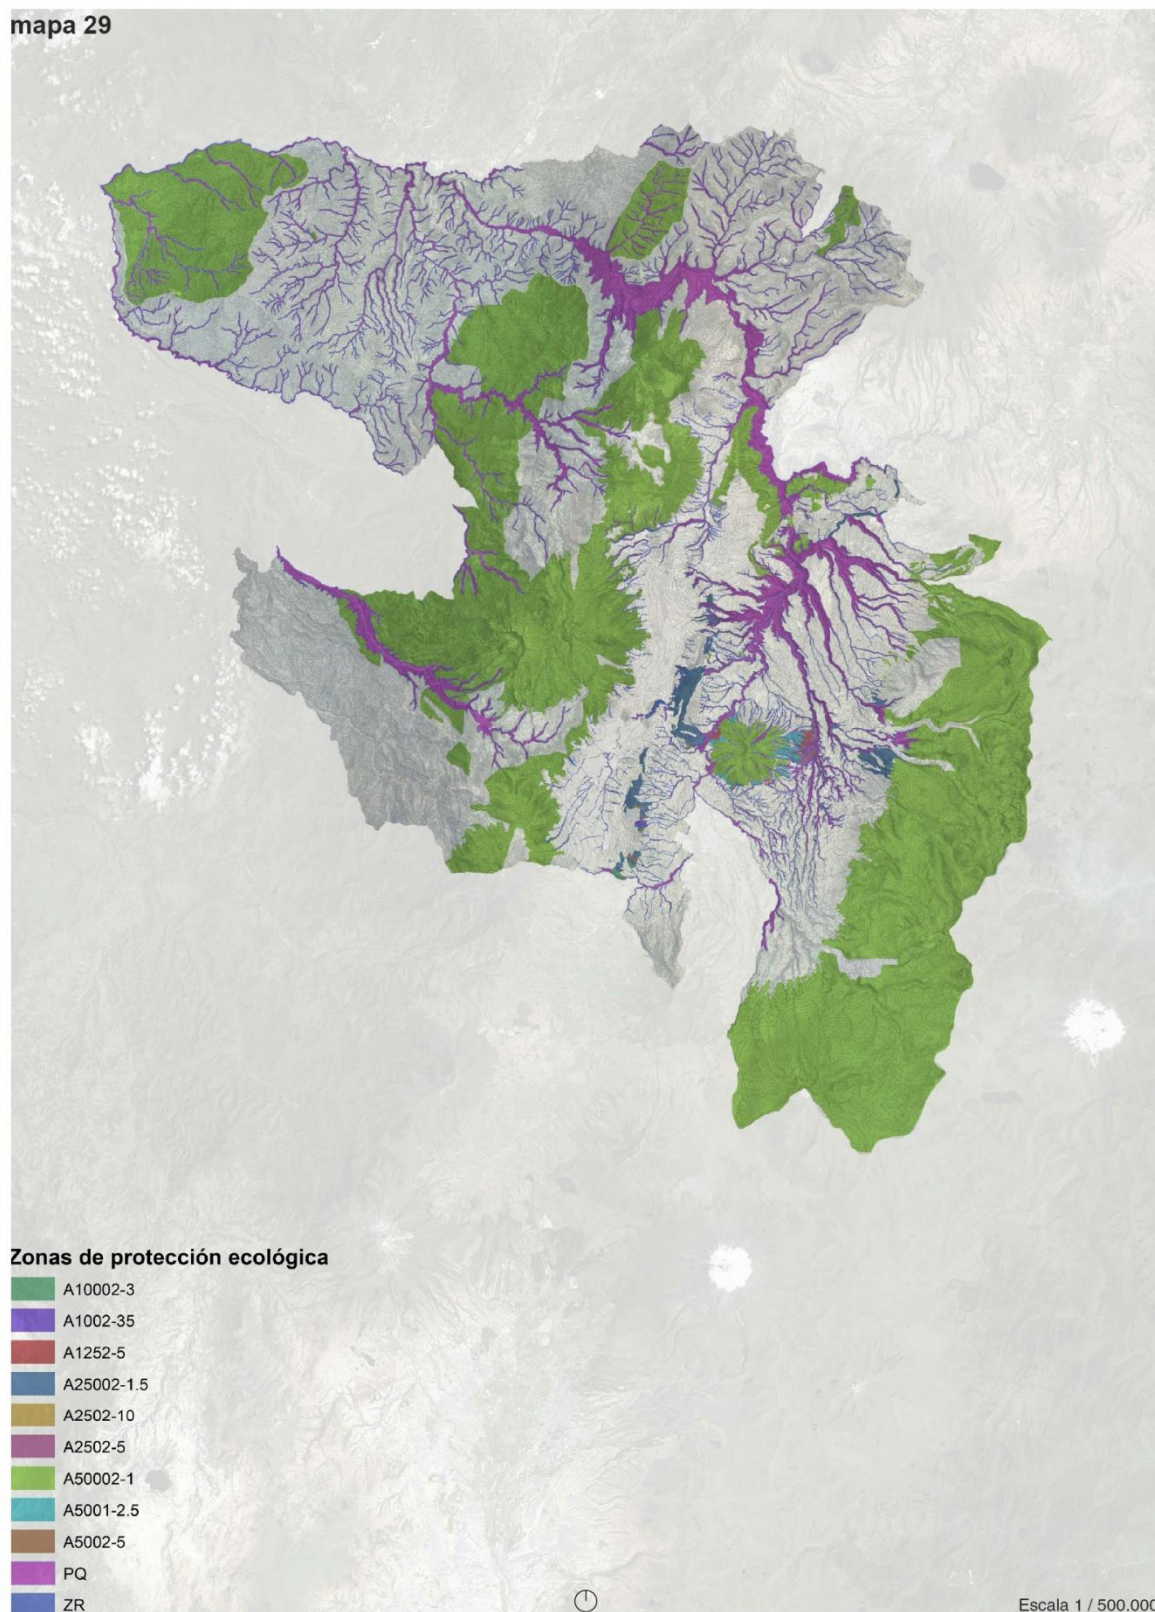 mapa 29
Zonas de protección ecológica
A10002-3
A1002-35
A1252-5
A25002-1.5
A2502-10
A2502-5
A50002-1
A5001-2.5
A5002-5
PQ
ZR
Escala 1 / 500.000